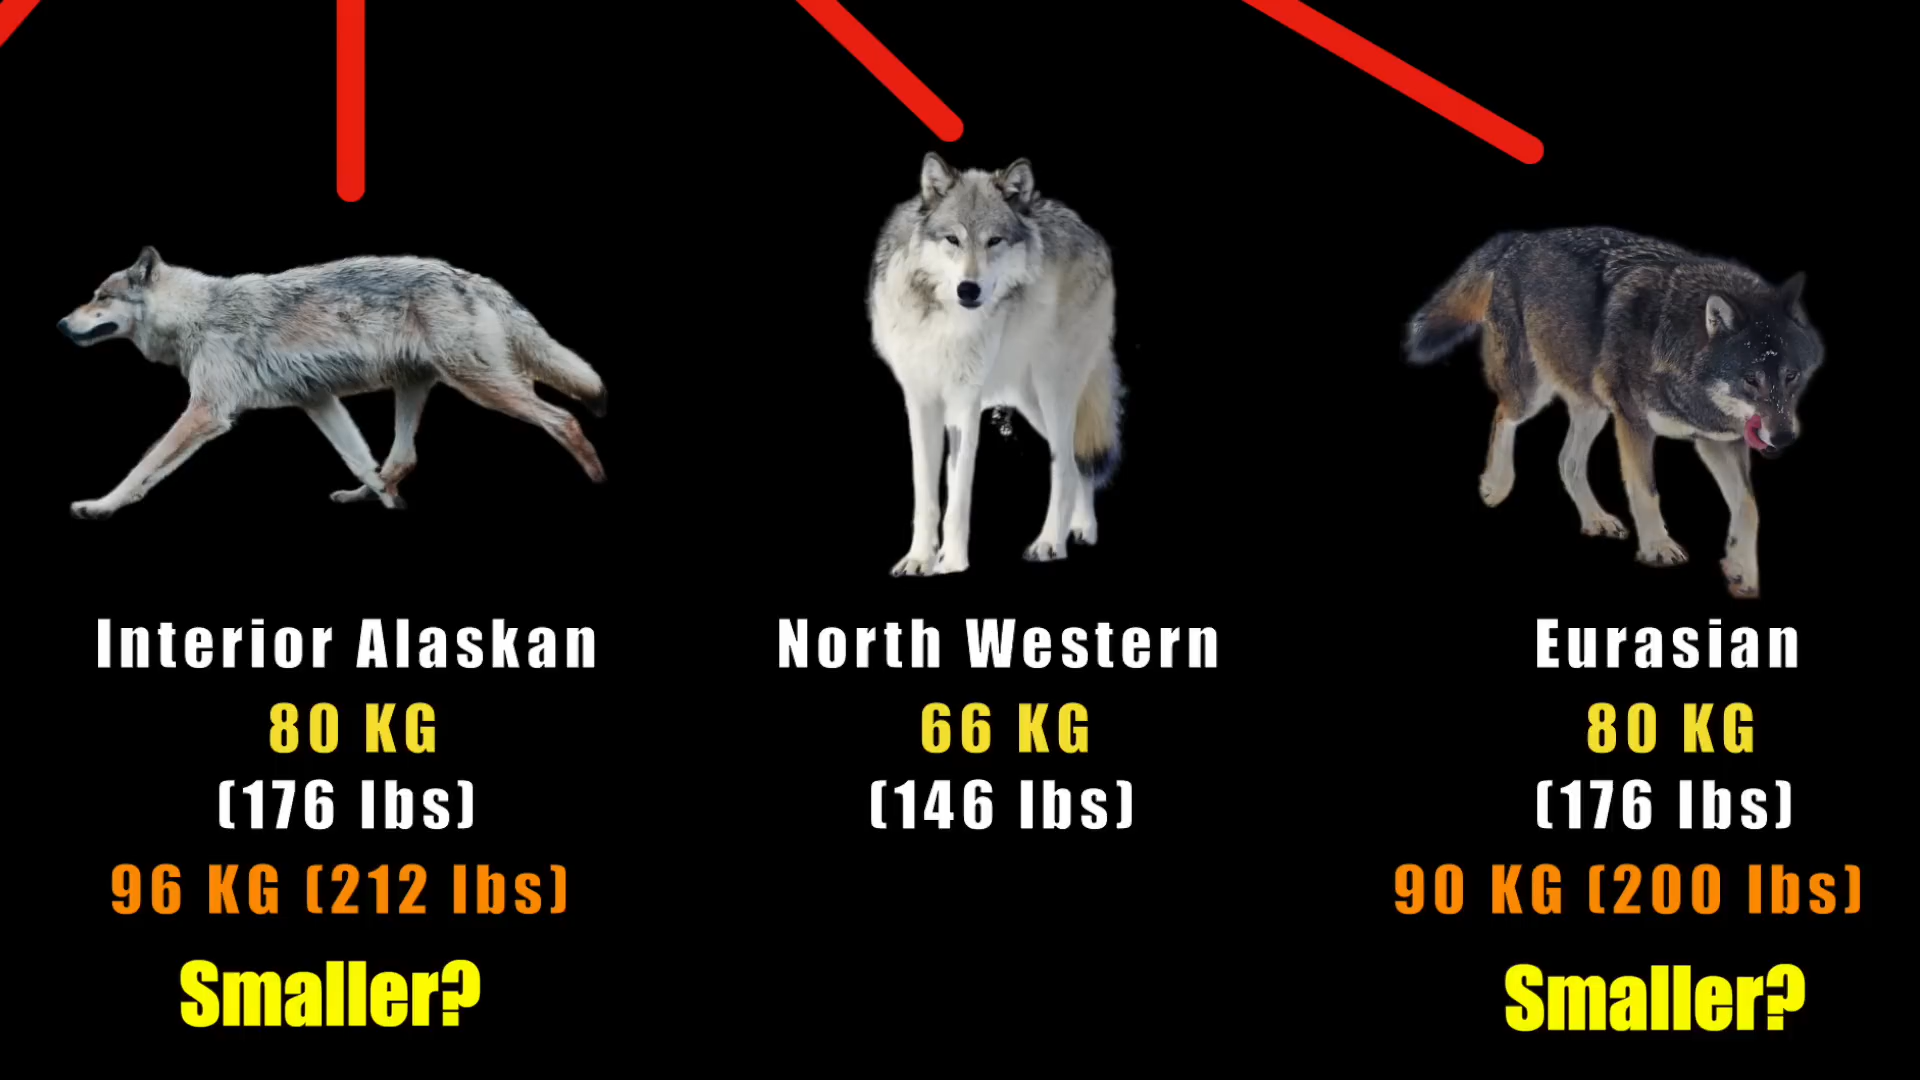 Interior Alaskan
80 KG
(176 lbs)
96 KG (212 lbs)
Smaller?
North Western
66 KG
(146 lbs)
Eurasian
80 KG
(176 lbs)
90 KG (200 lbs)
Smaller?